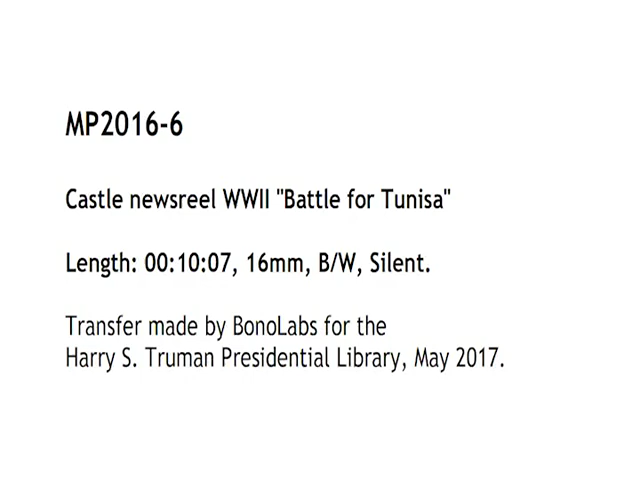 MP2016-6
Castle newsreel WWII "Battle for Tunisa"
Length: 00:10:07, 16mm, B/W, Silent.
Transfer made by BonoLabs for the
Harry S. Truman Presidential Library, May 2017.